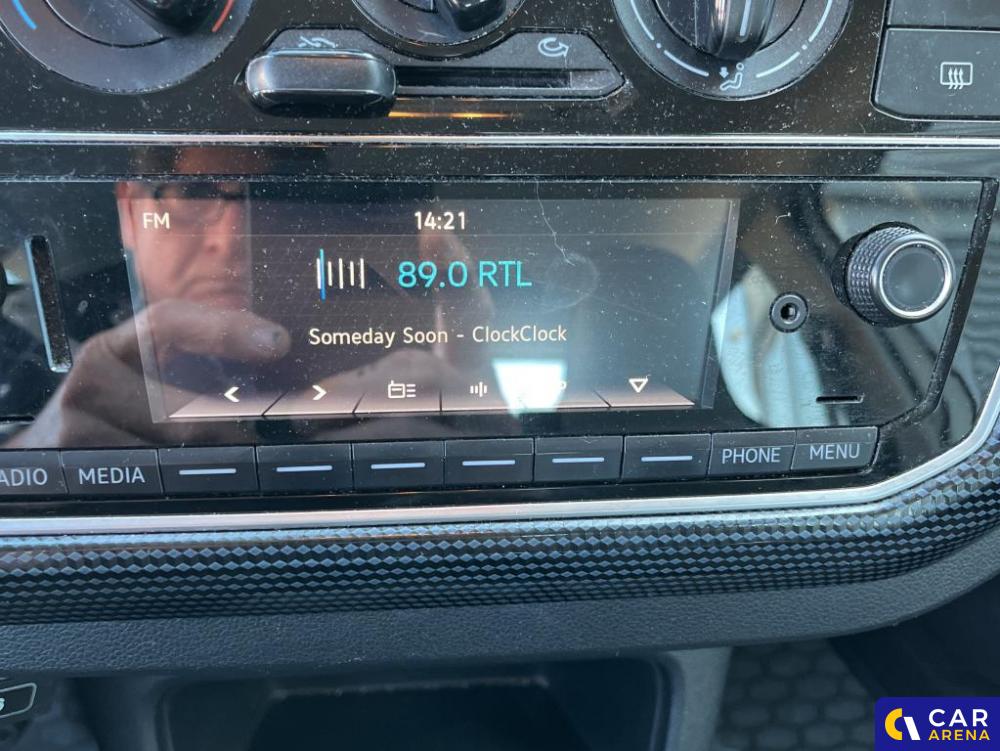 FM
14:21
89.0 RTL
Someday Soon - ClockClock
ADIO
MEDIA
PHONE
MENU
CAR
ARENA